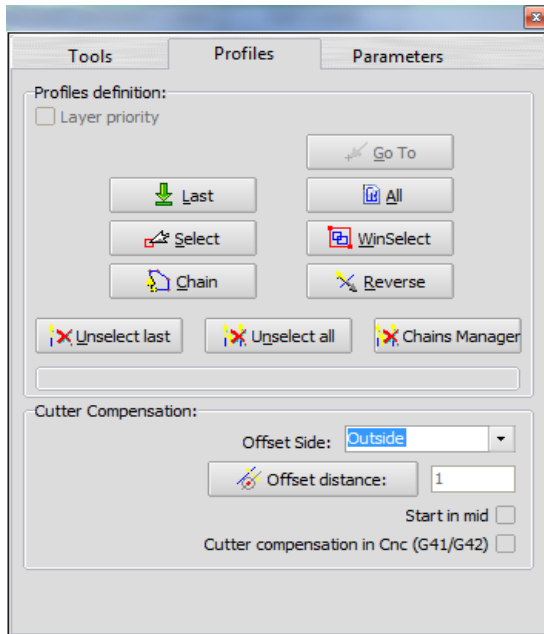 Tools Profiles Parameters
Profiles definition:
Layer priority
Go To
Last All
Select WinSelect
Chain Reverse
Unselect last Unselect all Chains Manager
Cutter Compensation:
Offset Side: Outside
Offset distance: 1
Start in mid
Cutter compensation in Cnc (G41/G42)